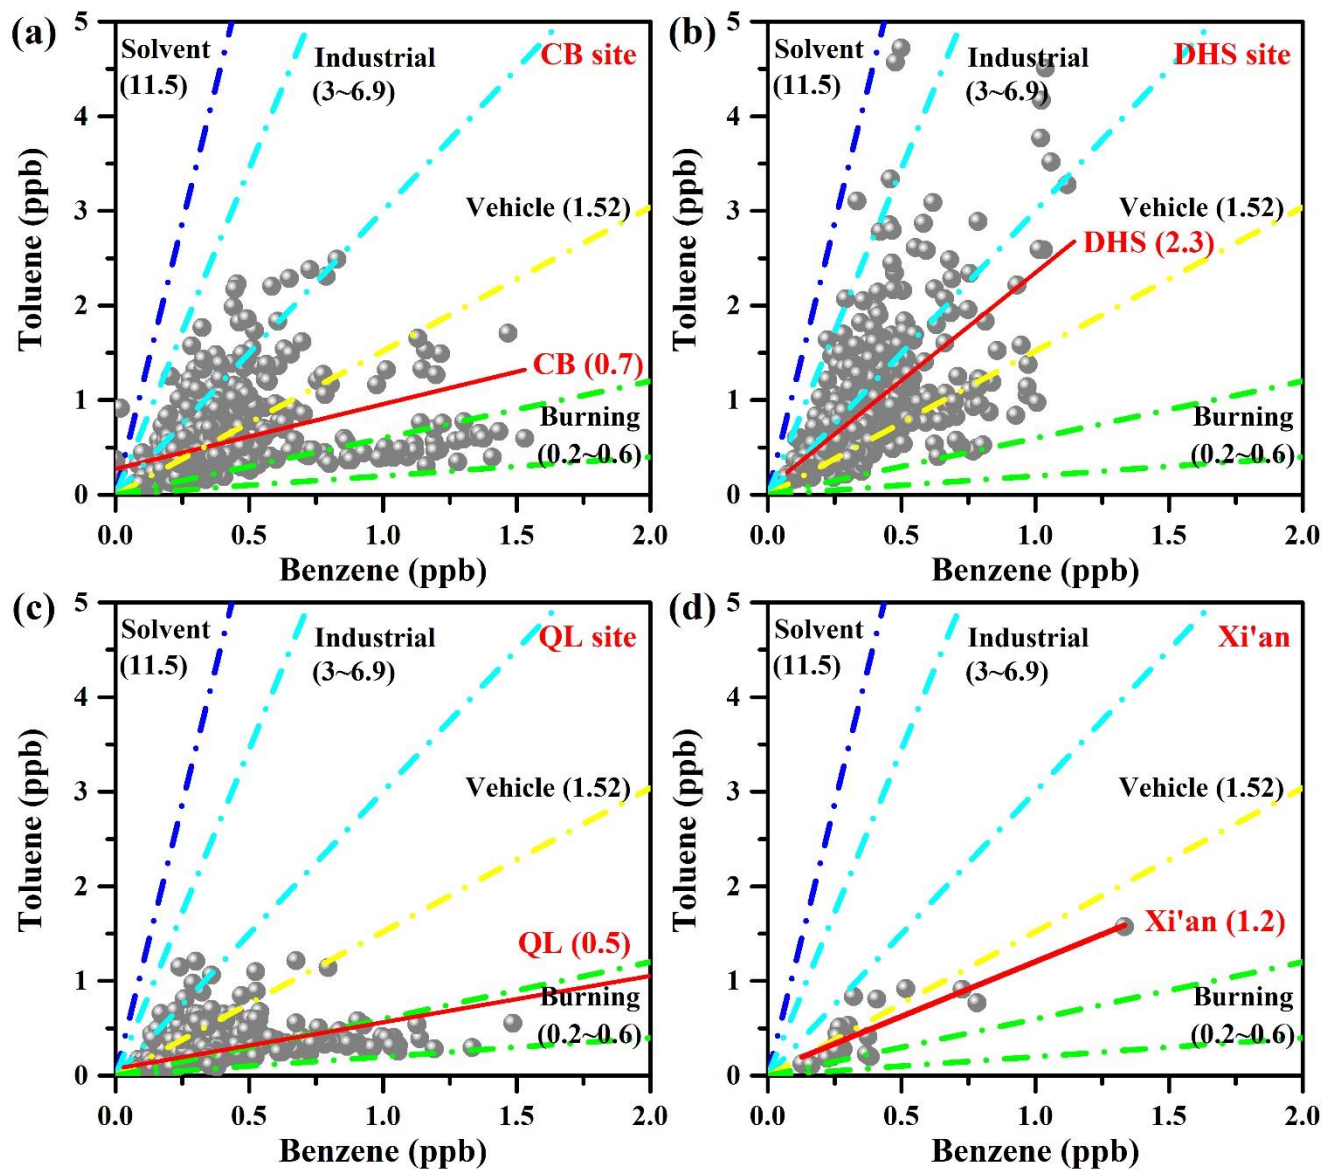 (a)
Solvent
(11.5)
Industrial
(3~6.9)
CB site
Vehicle (1.52)
CB (0.7)
Burning
(0.2~0.6)
5
4
3
2
1
0
Toluene (ppb)
0.0 0.5 1.0 1.5 2.0
Benzene (ppb)
(b)
Solvent
(11.5)
Industrial
(3~6.9)
DHS site
Vehicle (1.52)
DHS (2.3)
Burning
(0.2~0.6)
5
4
3
2
1
0
Toluene (ppb)
0.0 0.5 1.0 1.5 2.0
Benzene (ppb)
(c)
Solvent
(11.5)
Industrial
(3~6.9)
QL site
Vehicle (1.52)
QL (0.5)
Burning
(0.2~0.6)
5
4
3
2
1
0
Toluene (ppb)
0.0 0.5 1.0 1.5 2.0
Benzene (ppb)
(d)
Solvent
(11.5)
Industrial
(3~6.9)
Xi'an
Vehicle (1.52)
Xi'an (1.2)
Burning
(0.2~0.6)
5
4
3
2
1
0
Toluene (ppb)
0.0 0.5 1.0 1.5 2.0
Benzene (ppb)